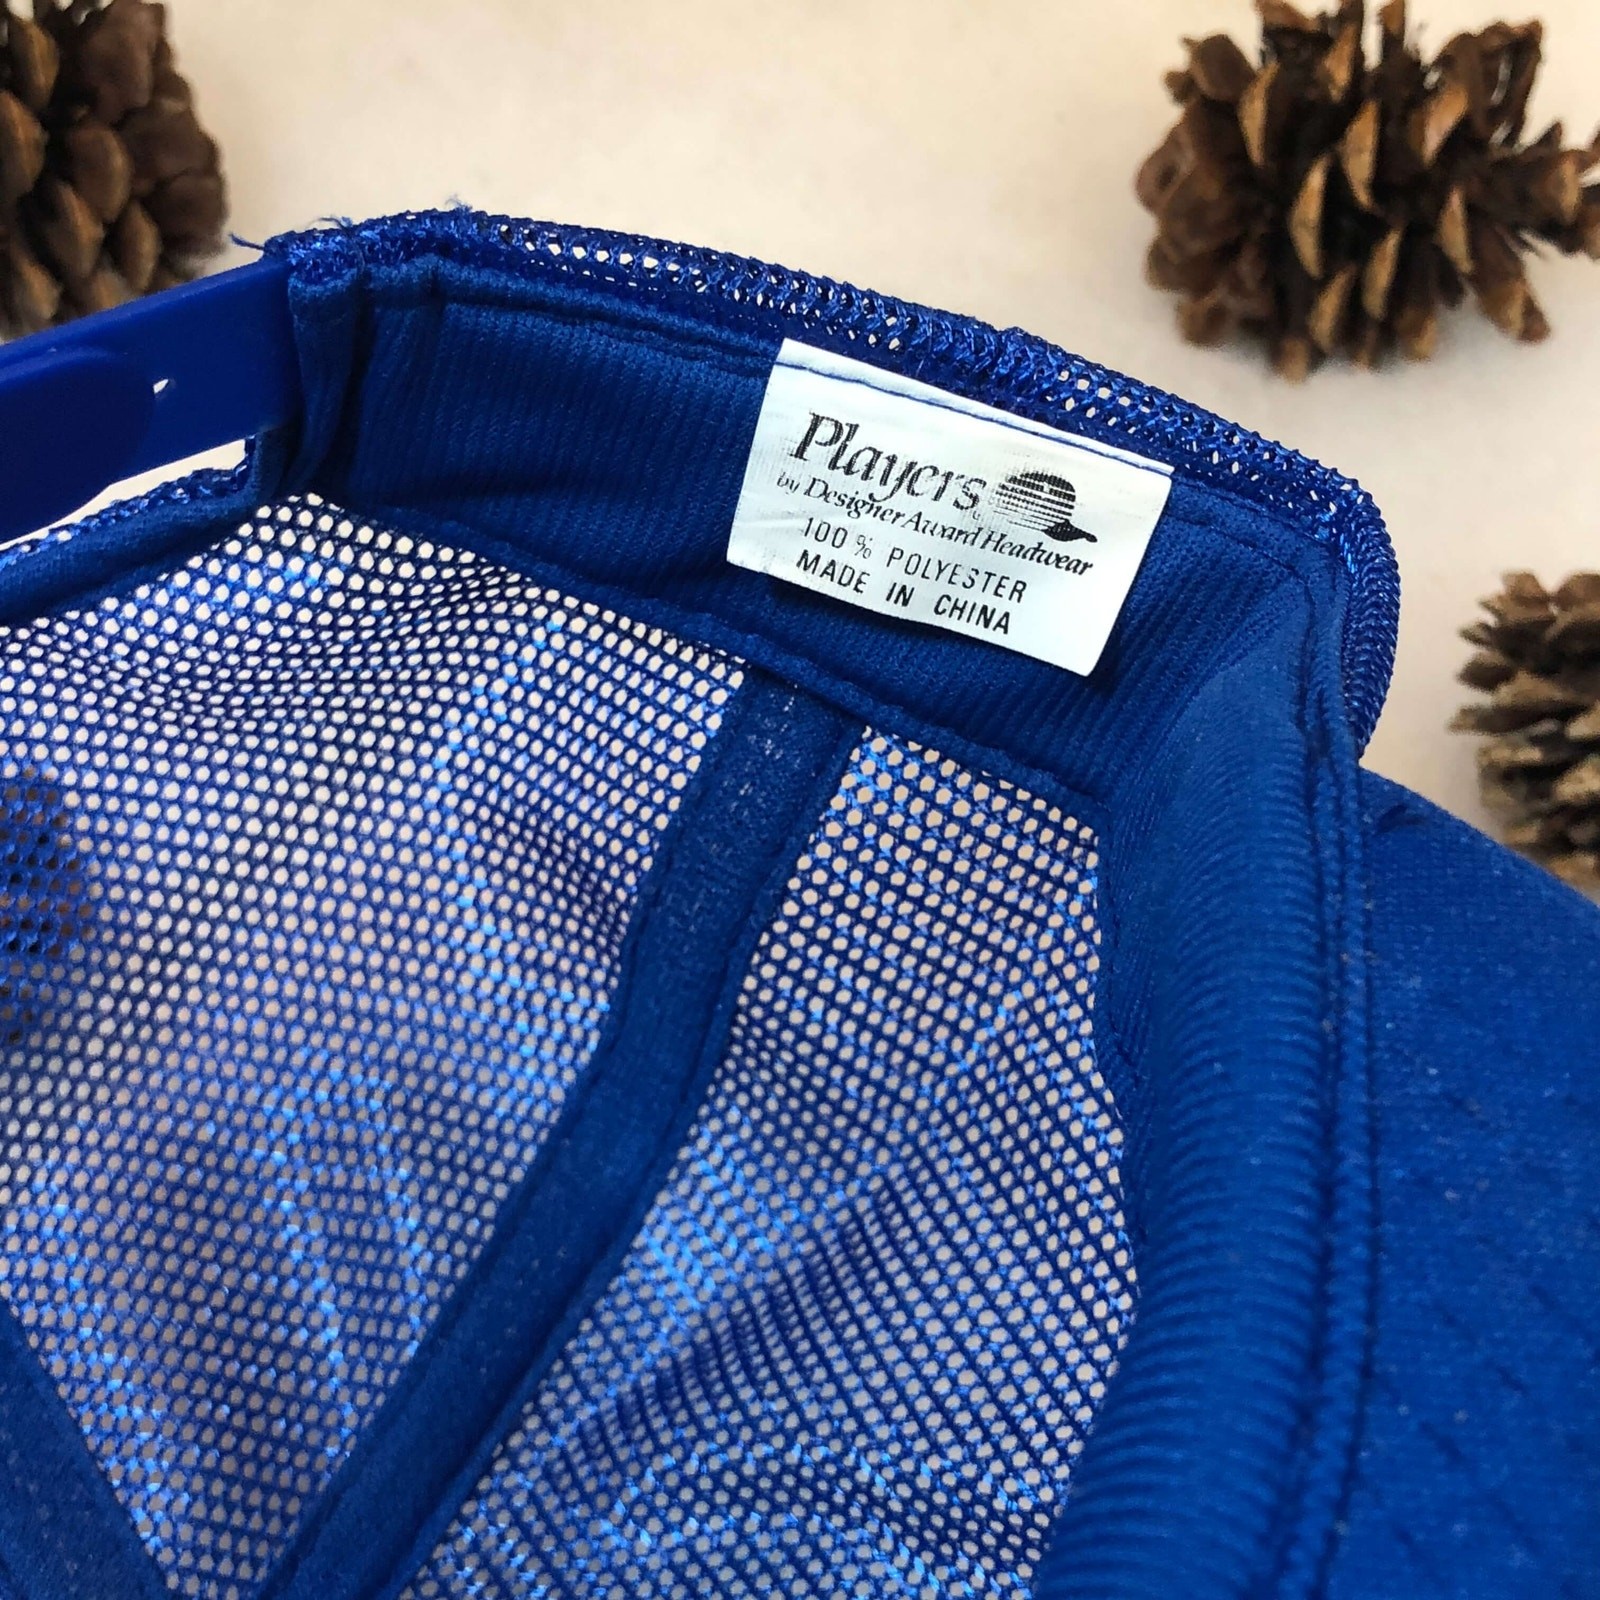 Players
by Designer Award Headwear
100% POLYESTER
MADE IN CHINA